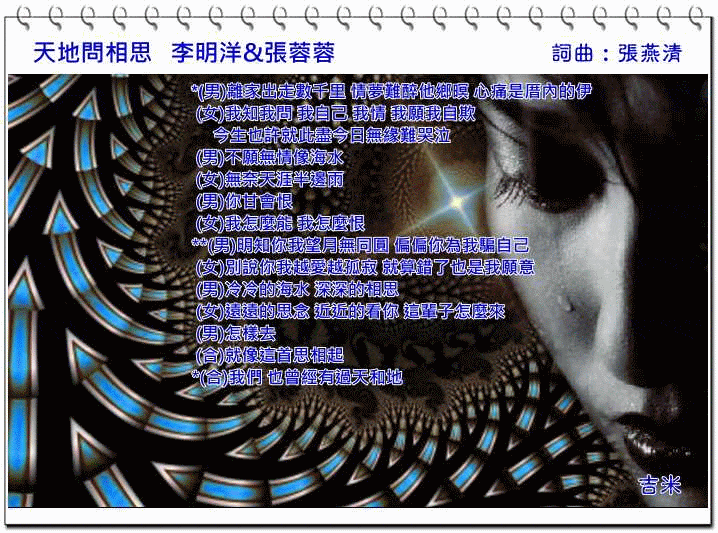 天地問相思 李明洋&張蓉蓉 詞曲：張燕清
*(男)離家出走數千里 情夢難醉他鄉暝 心痛是厝內的伊
(女)我知我問 我自己 我情 我願我自欺
今生也許就此盡今日無緣難哭泣
(男)不願無情像海水
(女)無奈天涯半邊雨
(男)你甘會恨
(女)我怎麼能 我怎麼恨
**(男)明知你我望月無同圓 偏偏你為我騙自己
(女)別說你我越愛越孤寂 就算錯了也是我願意
(男)冷冷的海水 深深的相思
(女)遠遠的思念 近近的看你 這輩子怎麼來
(男)怎樣去
(合)就像這首思相起
*(合)我們 也曾經有過天和地
吉米